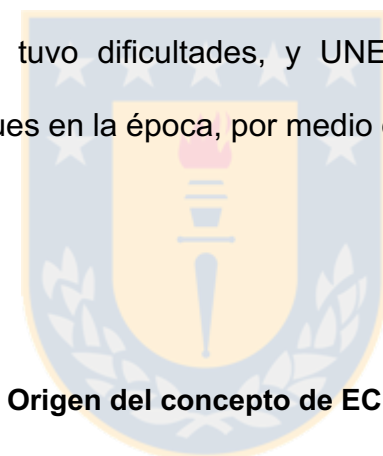 tuvo dificultades, y UNE
ues en la época, por medio
Origen del concepto de EC